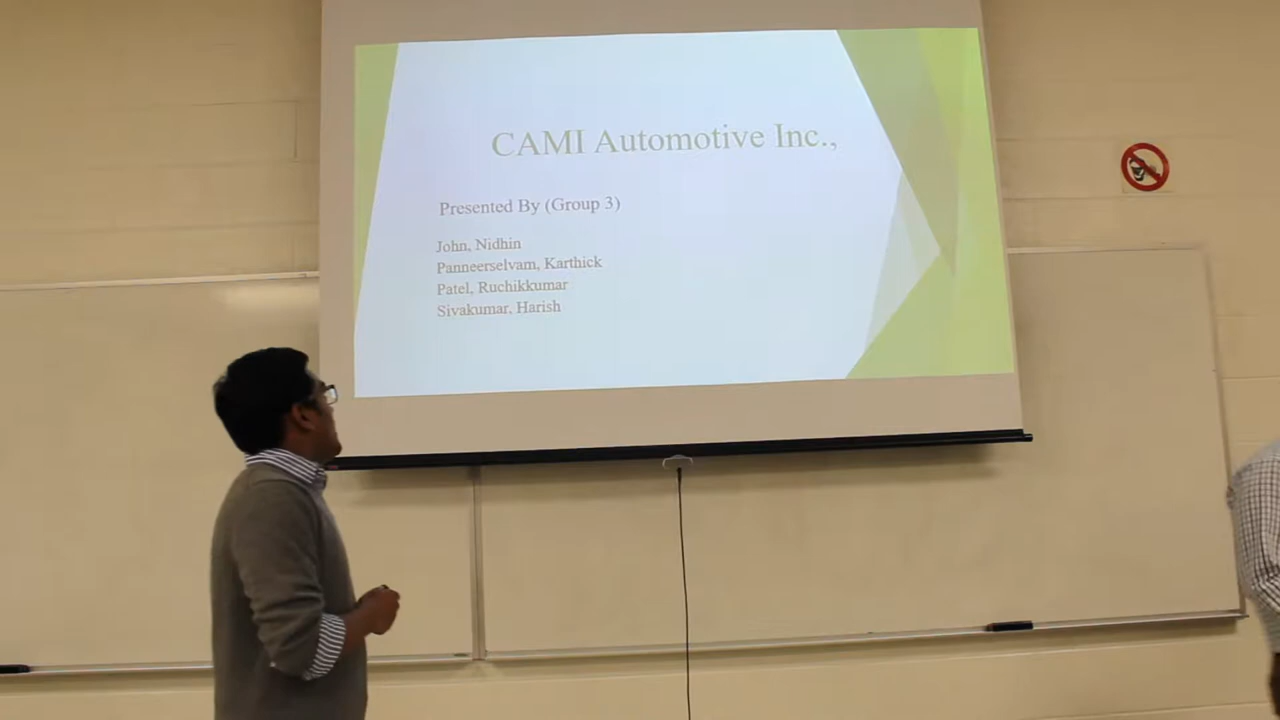 CAMI Automotive Inc.,
Presented By (Group 3)
John, Nidhin
Panneerselvam, Karthick
Patel, Ruchikkumar
Sivakumar, Harish